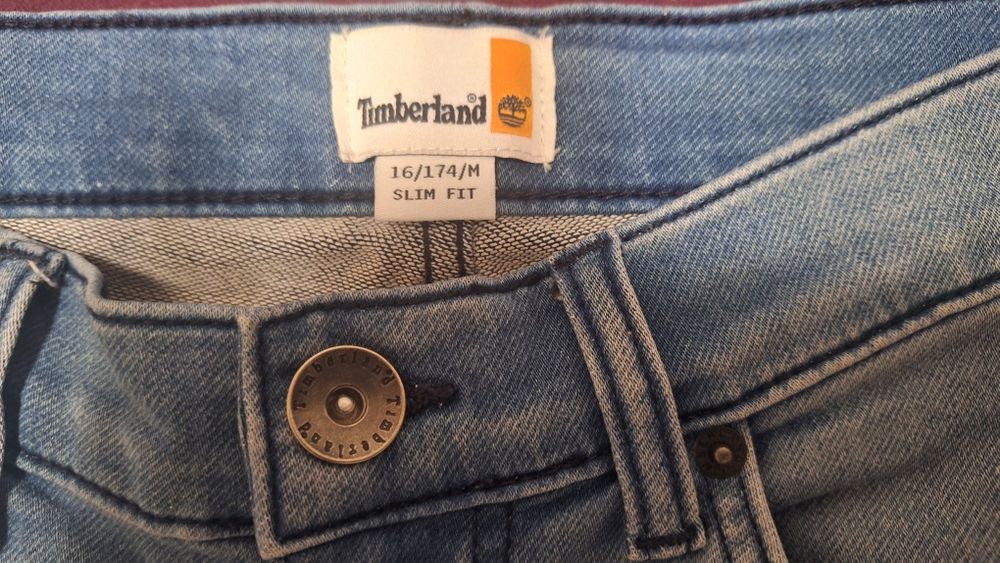 Timberland®
®
16/174/M
SLIM FIT
Timberland Timberland